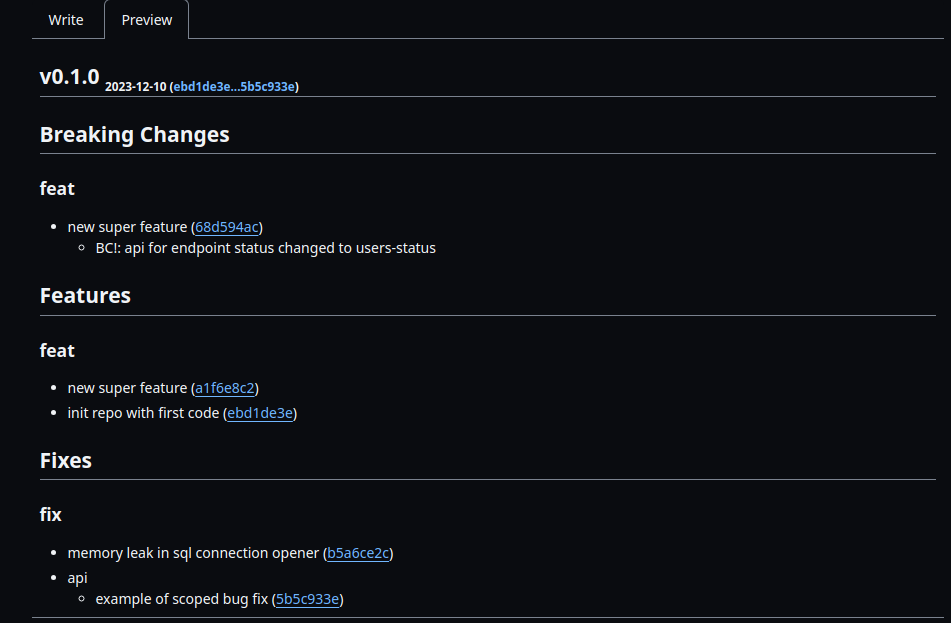 Write Preview
v0.1.0 2023-12-10 (ebd1de3e...5b5c933e)
Breaking Changes
feat
new super feature (68d594ac)
BC!: api for endpoint status changed to users-status
Features
feat
new super feature (a1f6e8c2)
init repo with first code (ebd1de3e)
Fixes
fix
memory leak in sql connection opener (b5a6ce2c)
api
example of scoped bug fix (5b5c933e)